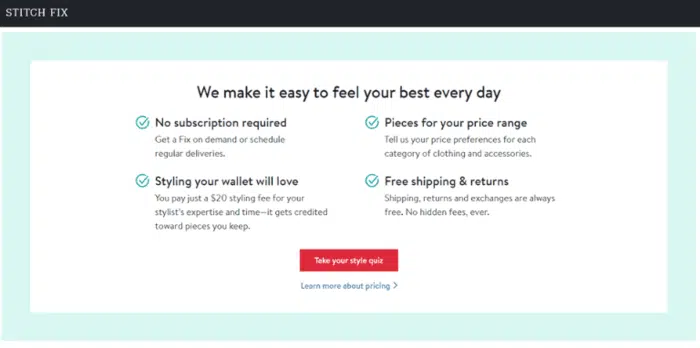 STITCH FIX
We make it easy to feel your best every day
No subscription required
Get a Fix on demand or schedule
regular deliveries.
Pieces for your price range
Tell us your price preferences for each
category of clothing and accessories.
Styling your wallet will love
You pay just a $20 styling fee for your
stylist's expertise and time—it gets credited
toward pieces you keep.
Free shipping & returns
Shipping, returns and exchanges are always
free. No hidden fees, ever.
Take your style quiz
Learn more about pricing >